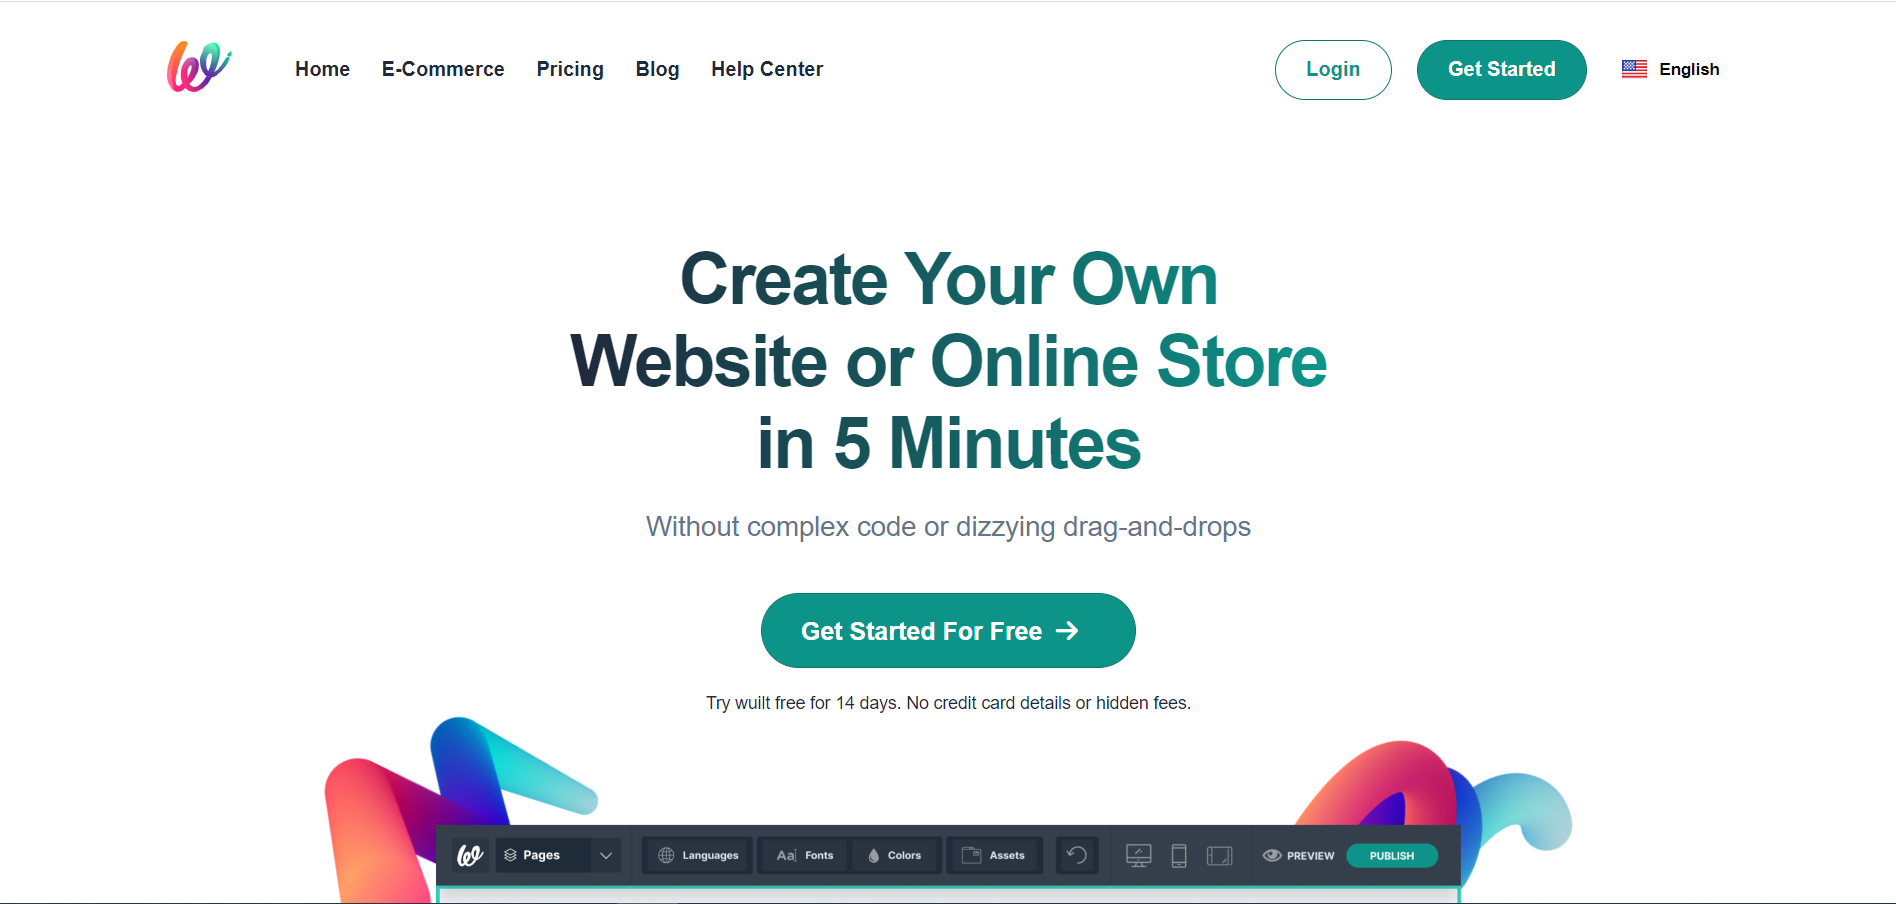 Home E-Commerce Pricing Blog Help Center Login Get Started English
Create Your Own
Website or Online Store
in 5 Minutes
Without complex code or dizzying drag-and-drops
Get Started For Free →
Try wuilt free for 14 days. No credit card details or hidden fees.
Pages Languages Aa Fonts Colors Assets PREVIEW PUBLISH